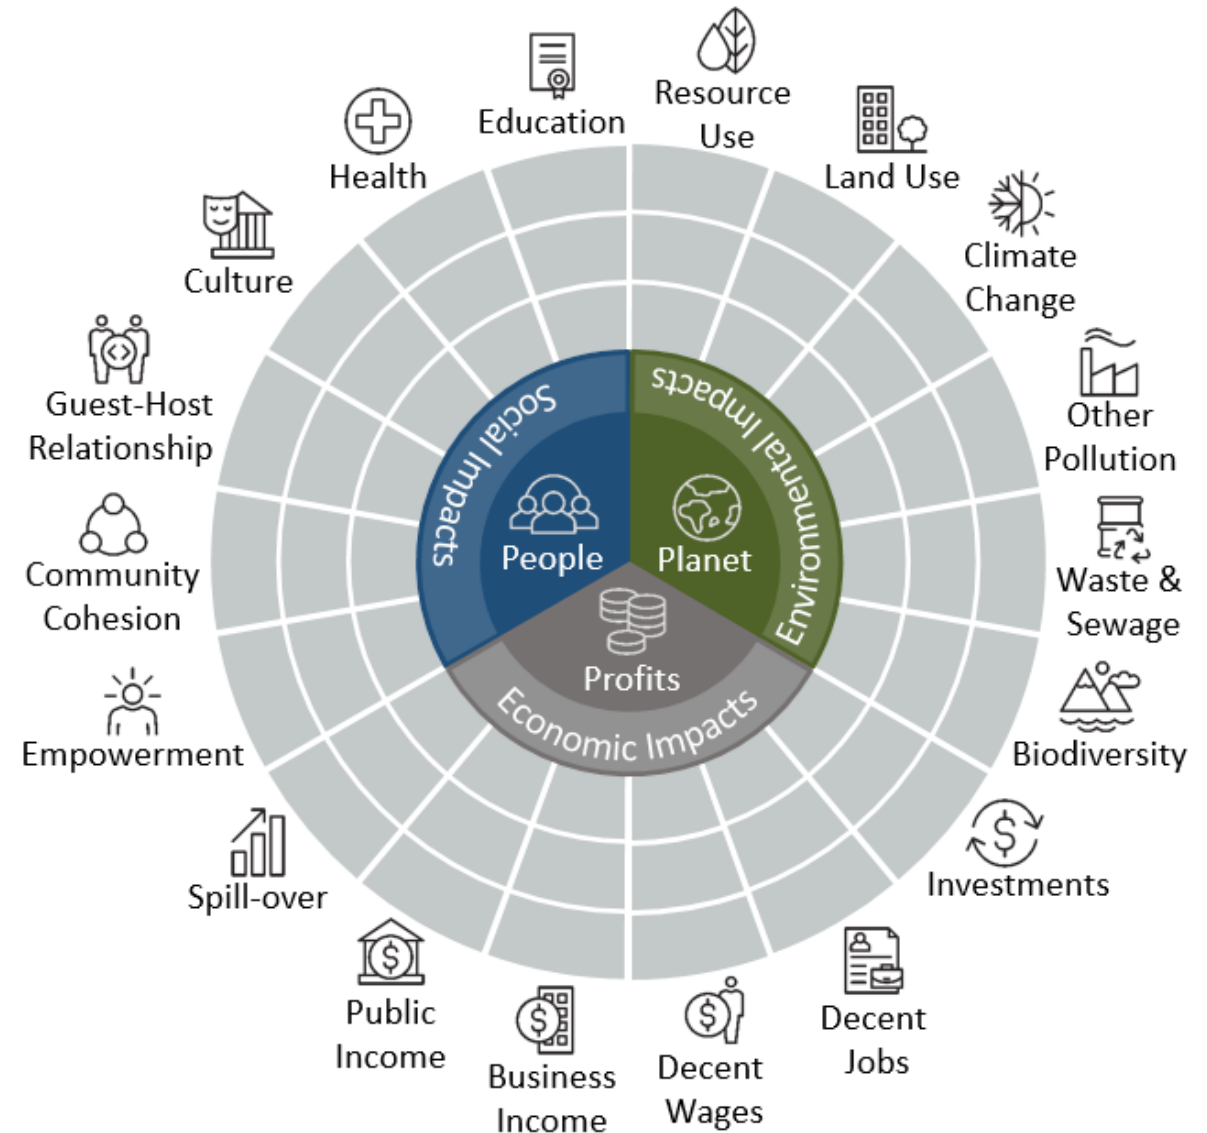 Education
Resource
Use
Health
Land Use
Culture
Climate
Change
Guest-Host
Relationship
Other
Pollution
Social Impacts
Environmental Impacts
People
Planet
Community
Cohesion
Waste &
Sewage
Profits
Economic Impacts
Empowerment
Biodiversity
Spill-over
Investments
Public
Income
Decent
Jobs
Business
Income
Decent
Wages